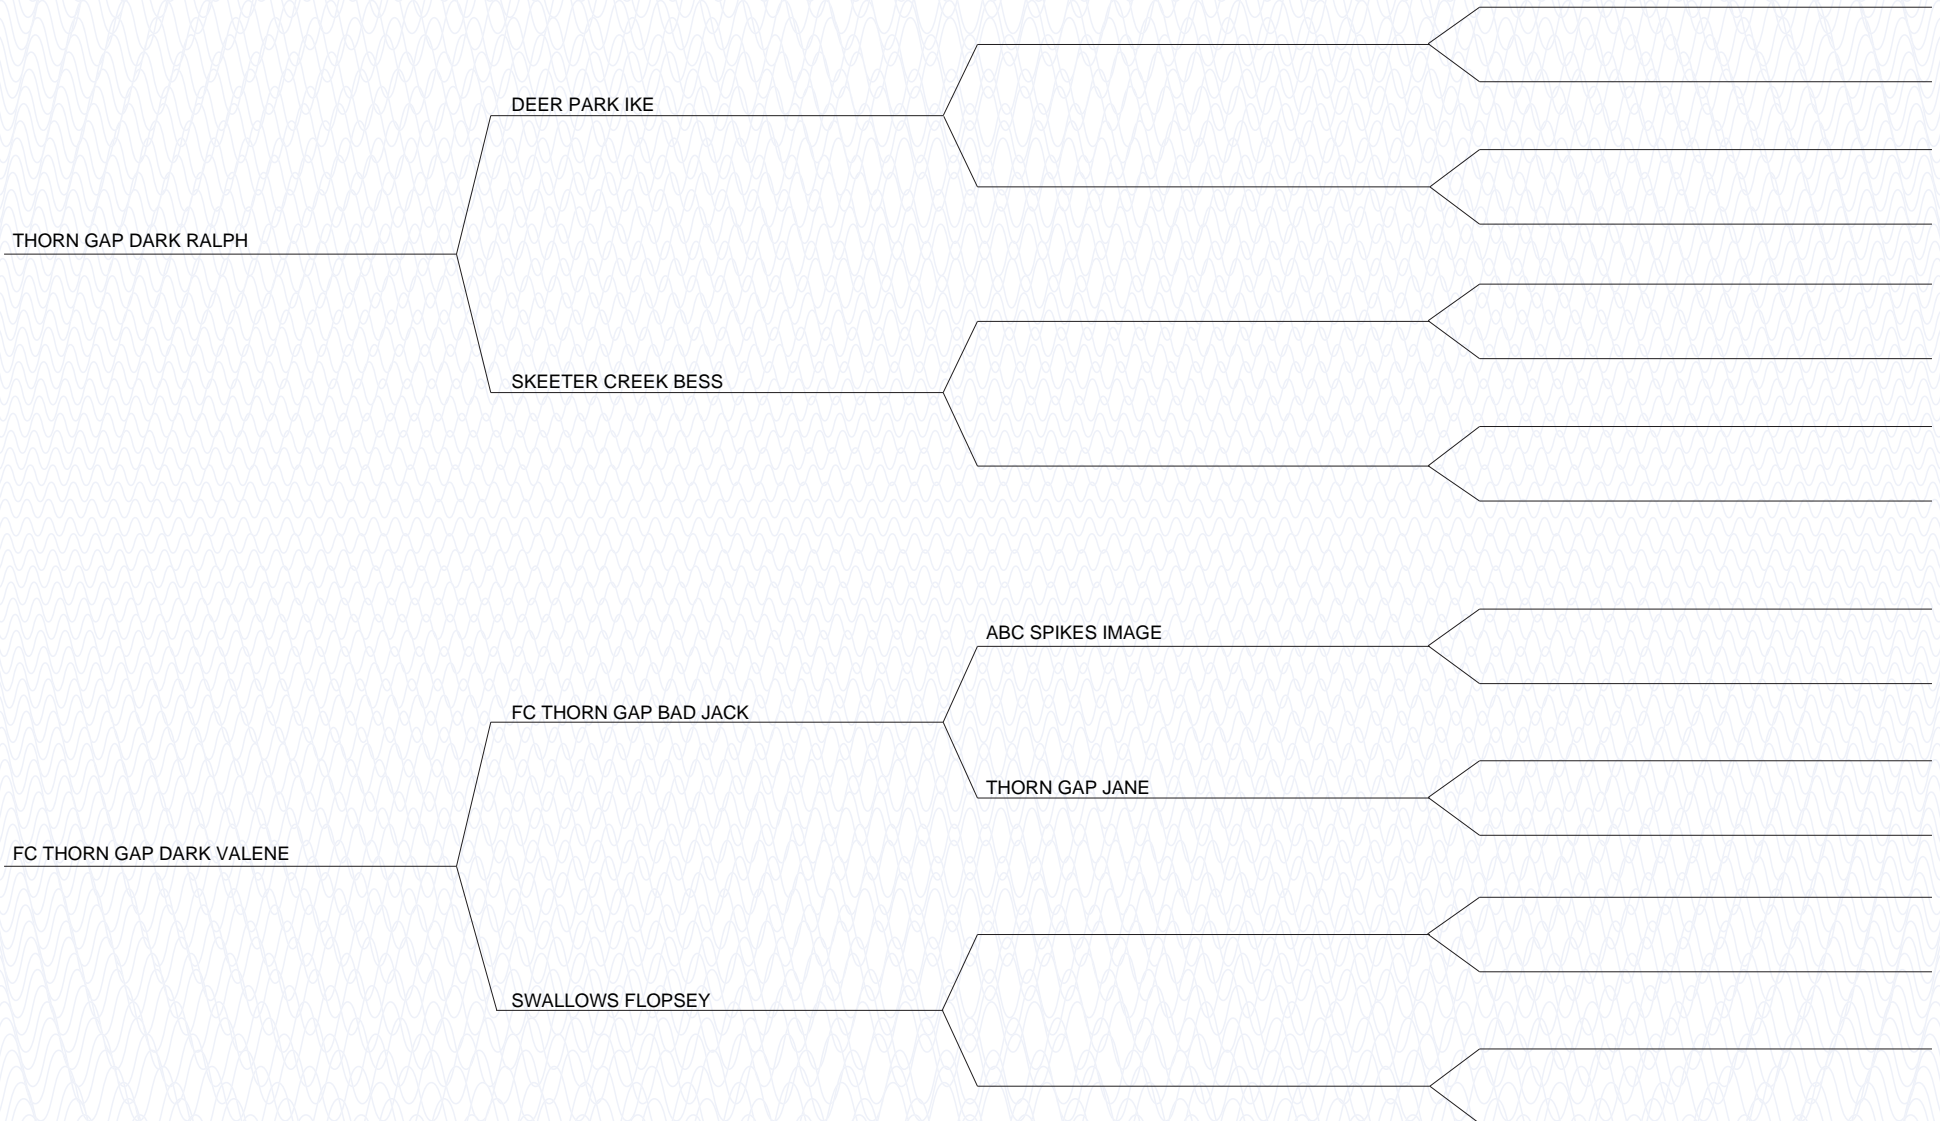 DEER PARK IKE
THORN GAP DARK RALPH
SKEETER CREEK BESS
ABC SPIKES IMAGE
FC THORN GAP BAD JACK
THORN GAP JANE
FC THORN GAP DARK VALENE
SWALLOWS FLOPSEY